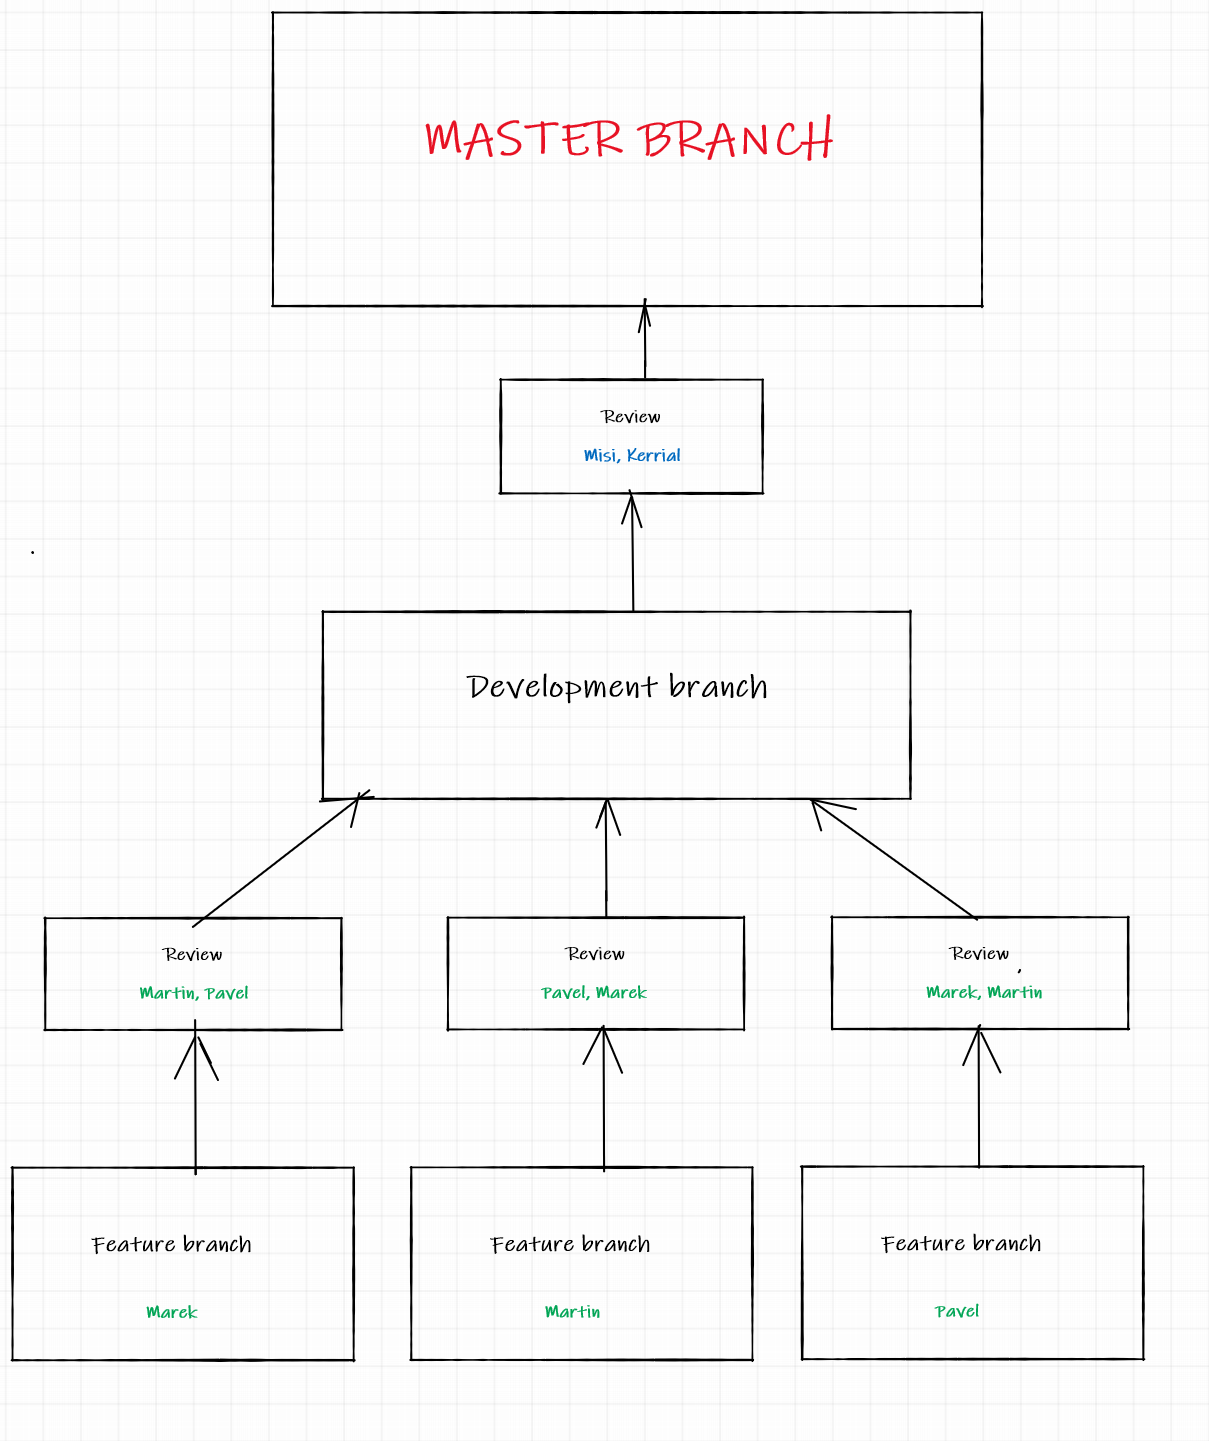 MASTER BRANCH
Review
Misi, Kerrial
Development branch
Review
Martin, Pavel
Review
Pavel, Marek
Review
Marek, Martin
Feature branch
Marek
Feature branch
Martin
Feature branch
Pavel